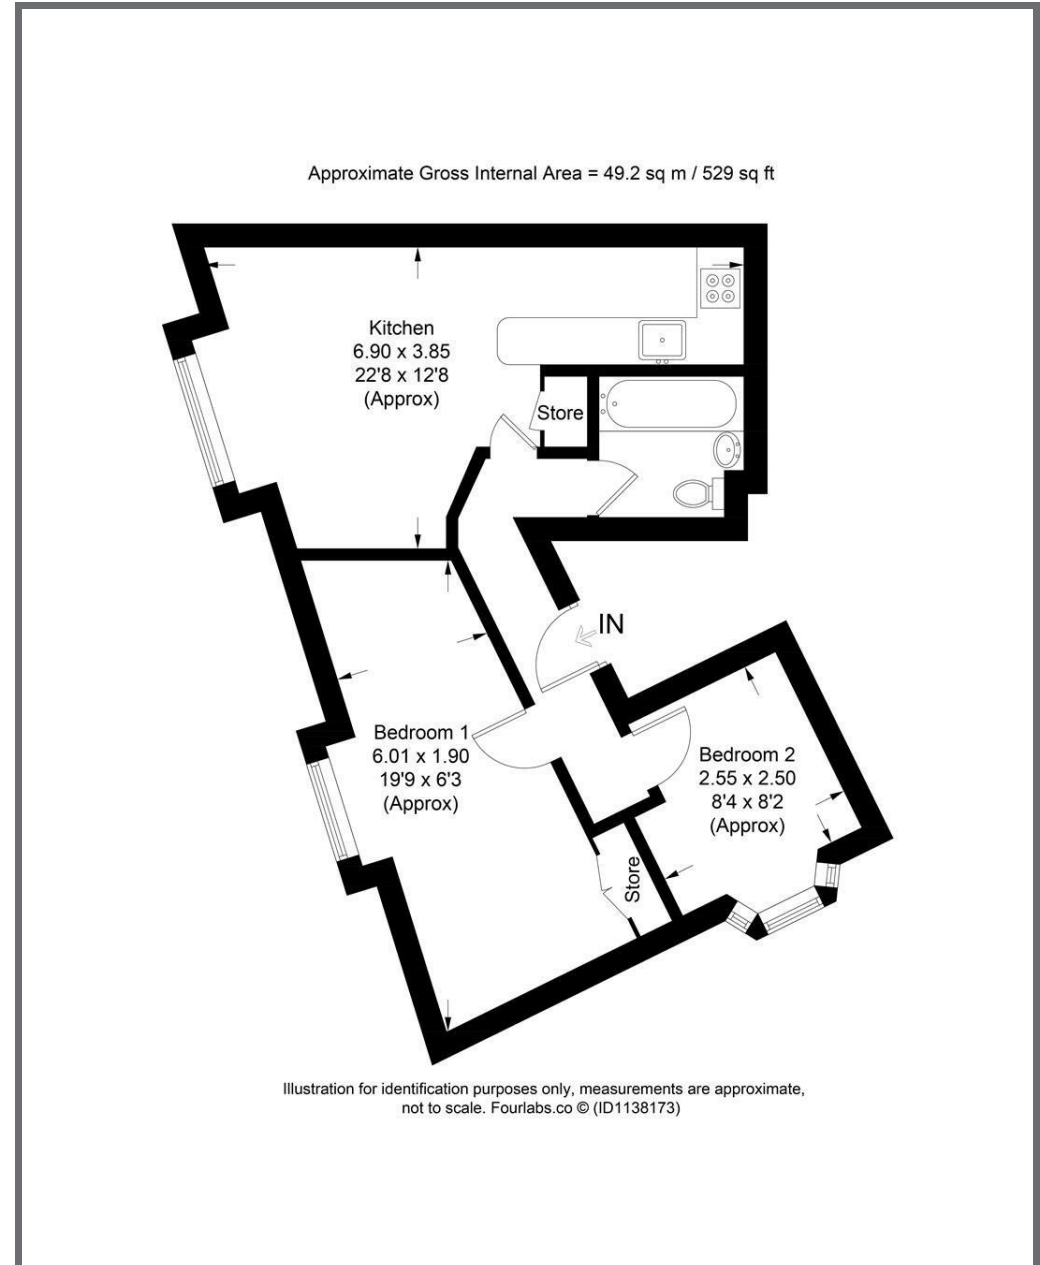 Approximate Gross Internal Area = 49.2 sq m / 529 sq ft
Kitchen
6.90 x 3.85
22'8 x 12'8
(Approx)
Store
IN
Bedroom 1
6.01 x 1.90
19'9 x 6'3
(Approx)
Bedroom 2
2.55 x 2.50
8'4 x 8'2
(Approx)
Store
Illustration for identification purposes only, measurements are approximate,
not to scale. Fourlabs.co © (ID1138173)